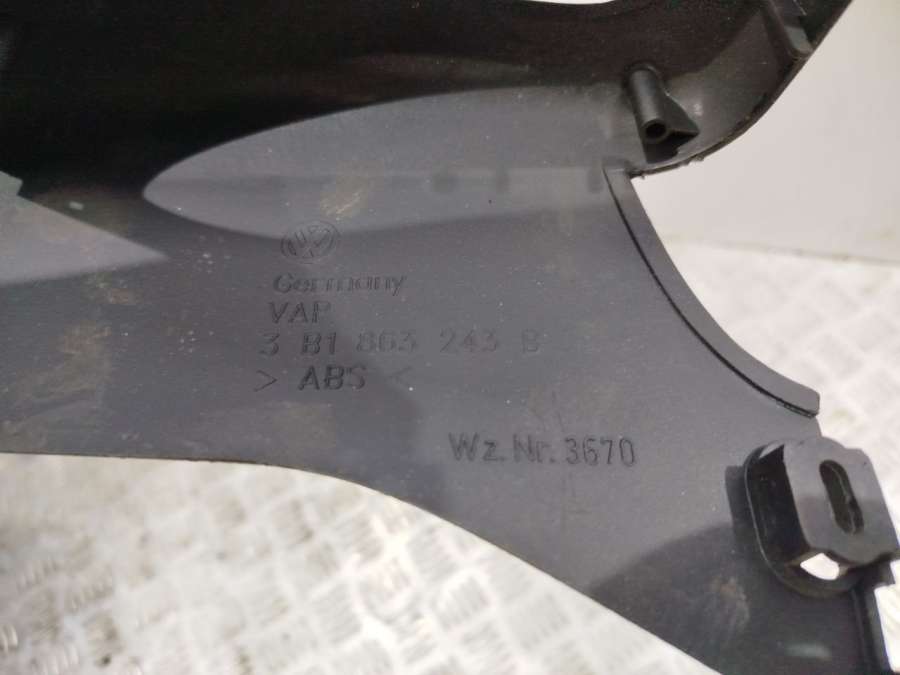 Germany
VAP
3 B1 863 243 B
> ABS <
Wz.Nr. 3670